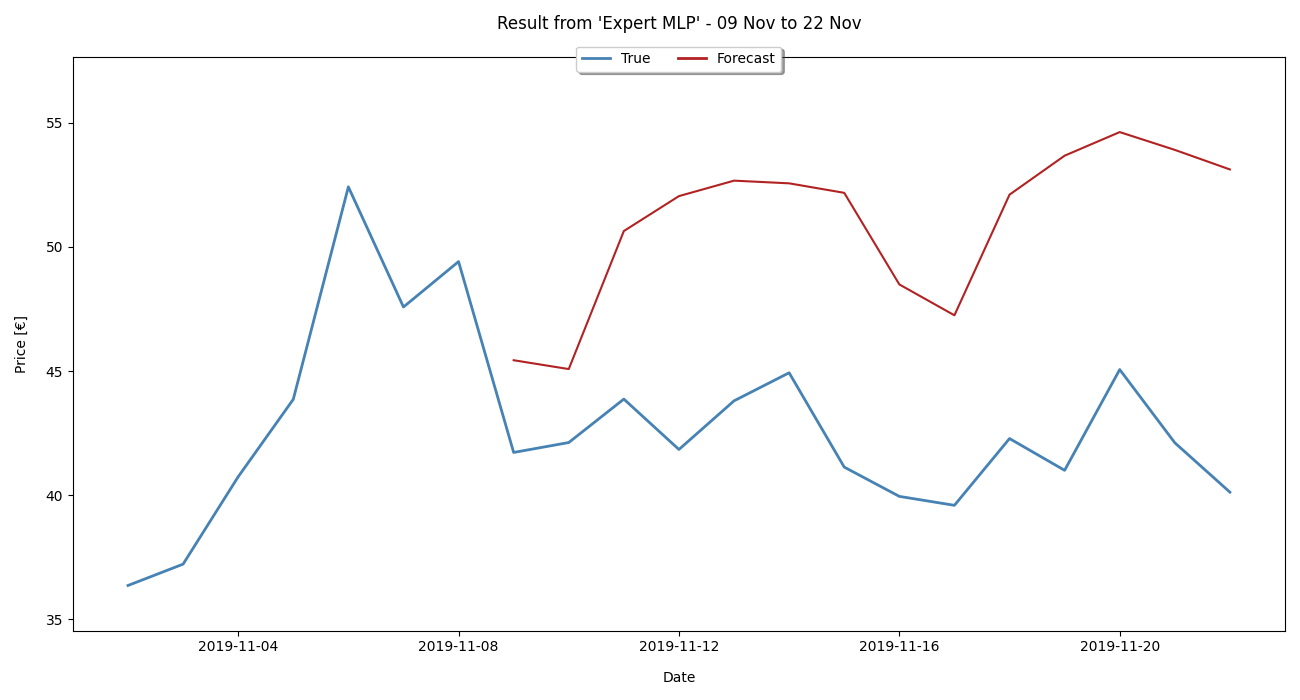 Result from 'Expert MLP' - 09 Nov to 22 Nov
True Forecast
55
50
45
40
35
Price [€]
2019-11-04 2019-11-08 2019-11-12 2019-11-16 2019-11-20
Date